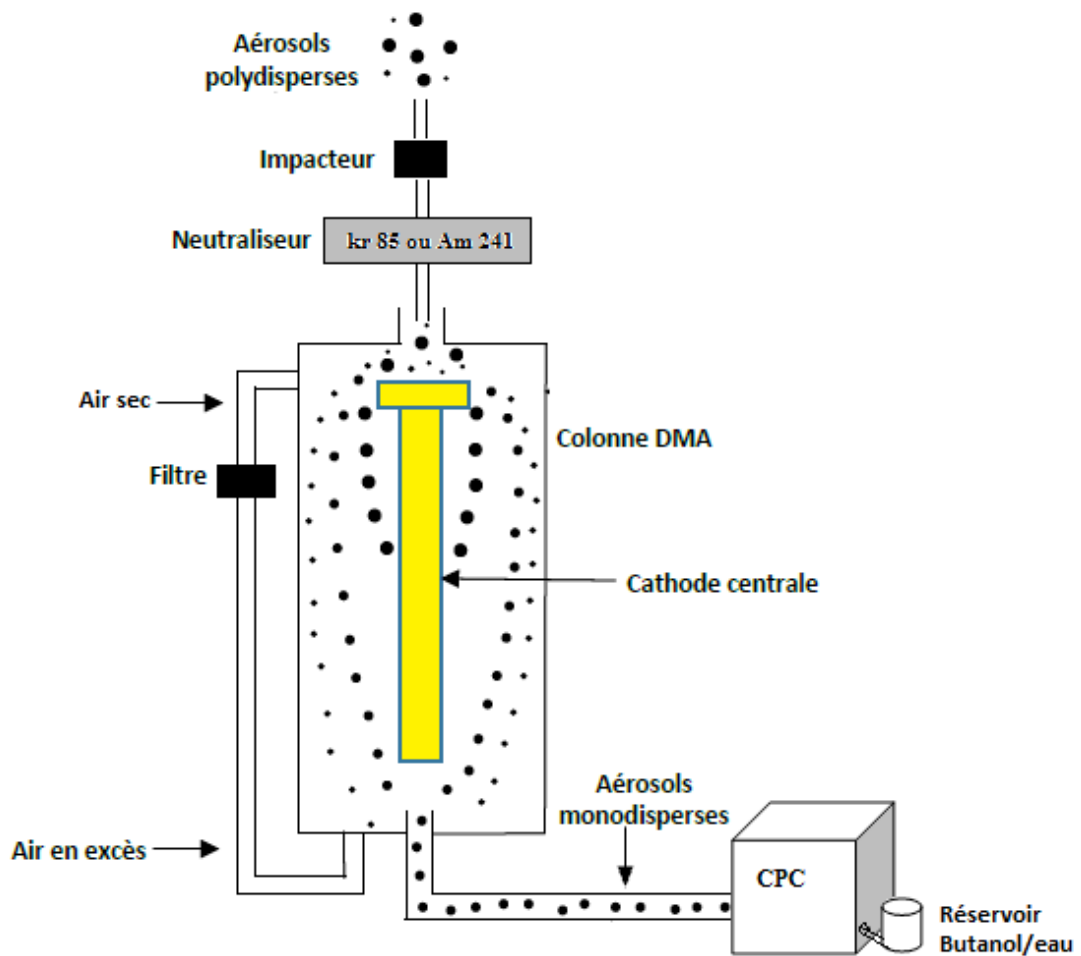 Aérosols
polydisperses
Impacteur
Neutraliseur
kr 85 ou Am 241
Air sec
Colonne DMA
Filtre
Cathode centrale
Aérosols
monodisperses
Air en excès
CPC
Réservoir
Butanol/eau